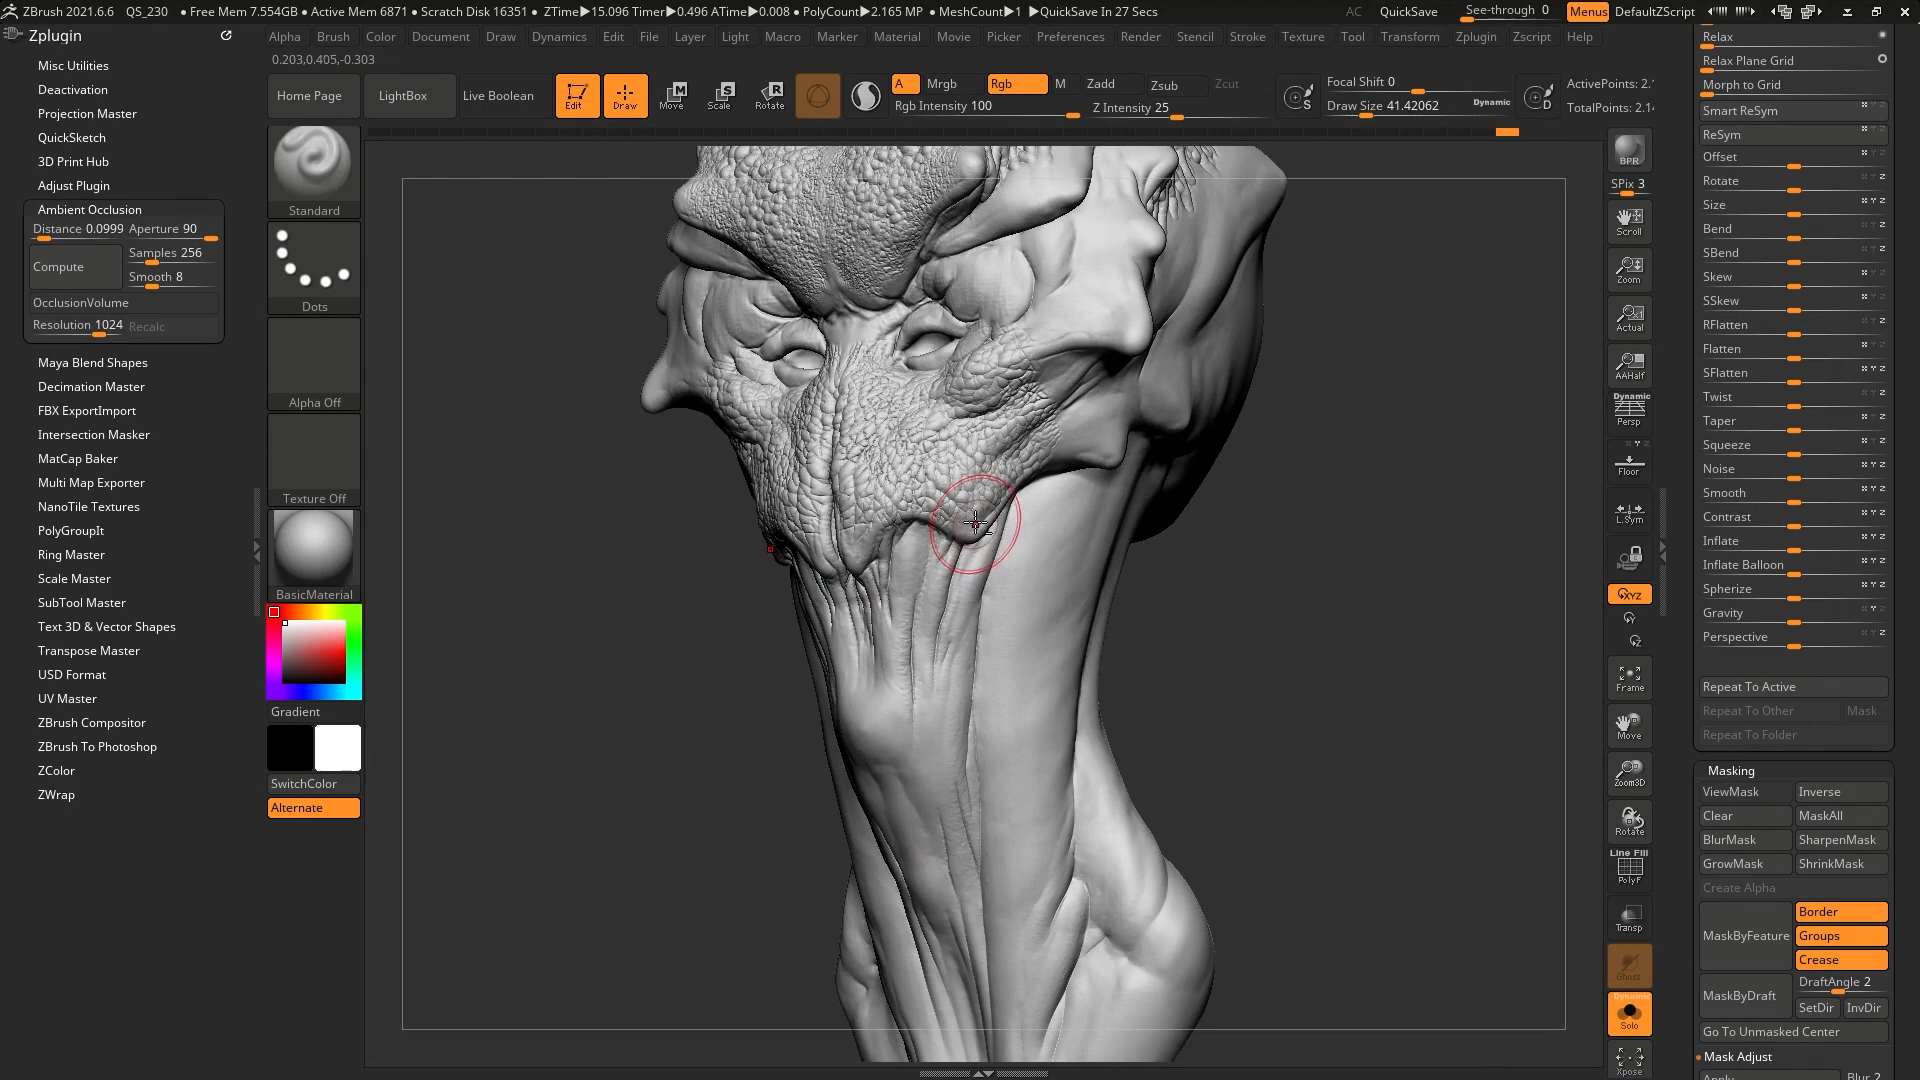 ZBrush 2021.6.6 QS_230 • Free Mem 7.554GB • Active Mem 6871 • Scratch Disk 16351 • ZTime▶15.096 Timer▶0.496 ATime▶0.008 • PolyCount▶2.165 MP • MeshCount▶1 ▶QuickSave In 27 Secs AC QuickSave See-through 0 Menus DefaultZScript
Zplugin
Alpha Brush Color Document Draw Dynamics Edit File Layer Light Macro Marker Material Movie Picker Preferences Render Stencil Stroke Texture Tool Transform Zplugin Zscript Help
0.203,0.405,-0.303
Home Page LightBox Live Boolean Edit Draw Move Scale Rotate
A Mrgb Rgb M Zadd Zsub Zcut
Rgb Intensity 100 Z Intensity 25
Focal Shift 0
Draw Size 41.42062 Dynamic
ActivePoints: 2.1
TotalPoints: 2.14
Misc Utilities
Deactivation
Projection Master
QuickSketch
3D Print Hub
Adjust Plugin
Ambient Occlusion
Distance 0.0999 Aperture 90
Compute Samples 256
Smooth 8
OcclusionVolume
Resolution 1024 Recalc
Maya Blend Shapes
Decimation Master
FBX ExportImport
Intersection Masker
MatCap Baker
Multi Map Exporter
NanoTile Textures
PolyGroupIt
Ring Master
Scale Master
SubTool Master
Text 3D & Vector Shapes
Transpose Master
USD Format
UV Master
ZBrush Compositor
ZBrush To Photoshop
ZColor
ZWrap
Standard
Dots
Alpha Off
Texture Off
BasicMaterial
Gradient
SwitchColor
Alternate
BPR
SPix 3
Scroll
Zoom
Actual
AAHalf
Dynamic
Persp
Floor
L.Sym
XYZ
Frame
Move
Zoom3D
Rotate
Line Fill
PolyF
Transp
Ghost
Dynamic
Solo
Xpose
Relax
Relax Plane Grid
Morph to Grid
Smart ReSym
ReSym
Offset
Rotate
Size
Bend
SBend
Skew
SSkew
RFlatten
Flatten
SFlatten
Twist
Taper
Squeeze
Noise
Smooth
Contrast
Inflate
Inflate Balloon
Spherize
Gravity
Perspective
Repeat To Active
Repeat To Other Mask
Repeat To Folder
Masking
ViewMask Inverse
Clear MaskAll
BlurMask SharpenMask
GrowMask ShrinkMask
Create Alpha
MaskByFeature Border
Groups
Crease
MaskByDraft DraftAngle 2
SetDir InvDir
Go To Unmasked Center
Mask Adjust
Blur 2